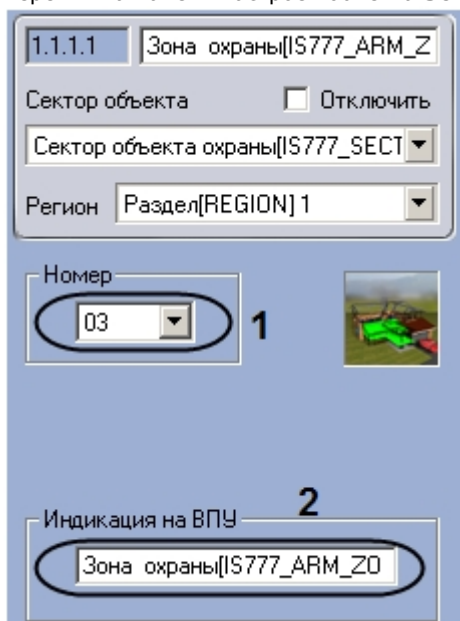 1.1.1.1 Зона охраны[IS777_ARM_Z
Сектор объекта Отключить
Сектор объекта охраны[IS777_SECT
Регион Раздел[REGION] 1
Номер
03 1
2
Индикация на ВПУ
Зона охраны[IS777_ARM_ZO